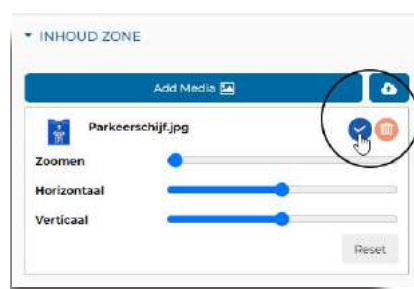 INHOUD ZONE
Add Media
Parkeerschijf.jpg
Zoomen
Horizontaal
Verticaal
Reset